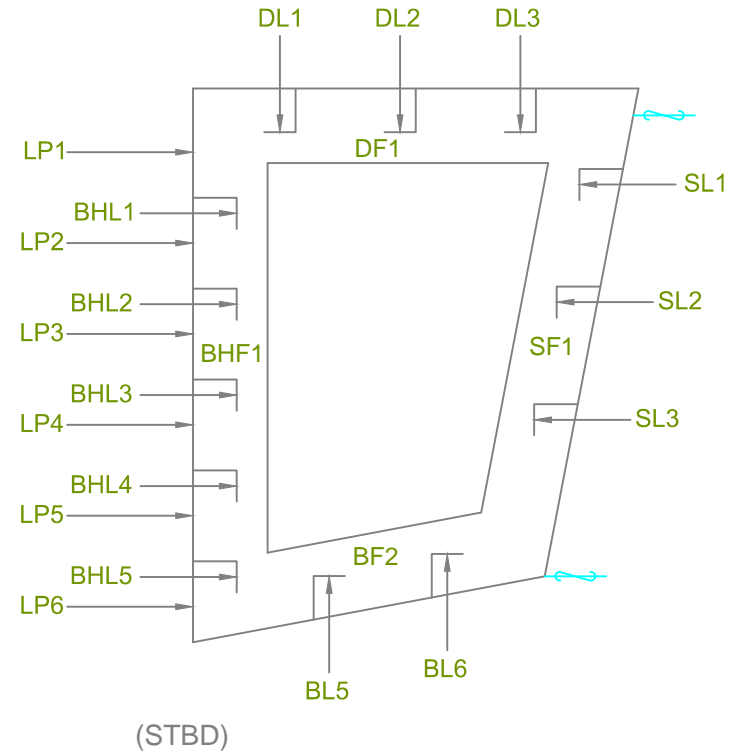 DL1 DL2 DL3
DF1
LP1
SL1
BHL1
LP2
BHL2
SL2
LP3
SF1
BHF1
BHL3
SL3
LP4
BHL4
LP5
BF2
BHL5
LP6
BL6
BL5
(STBD)